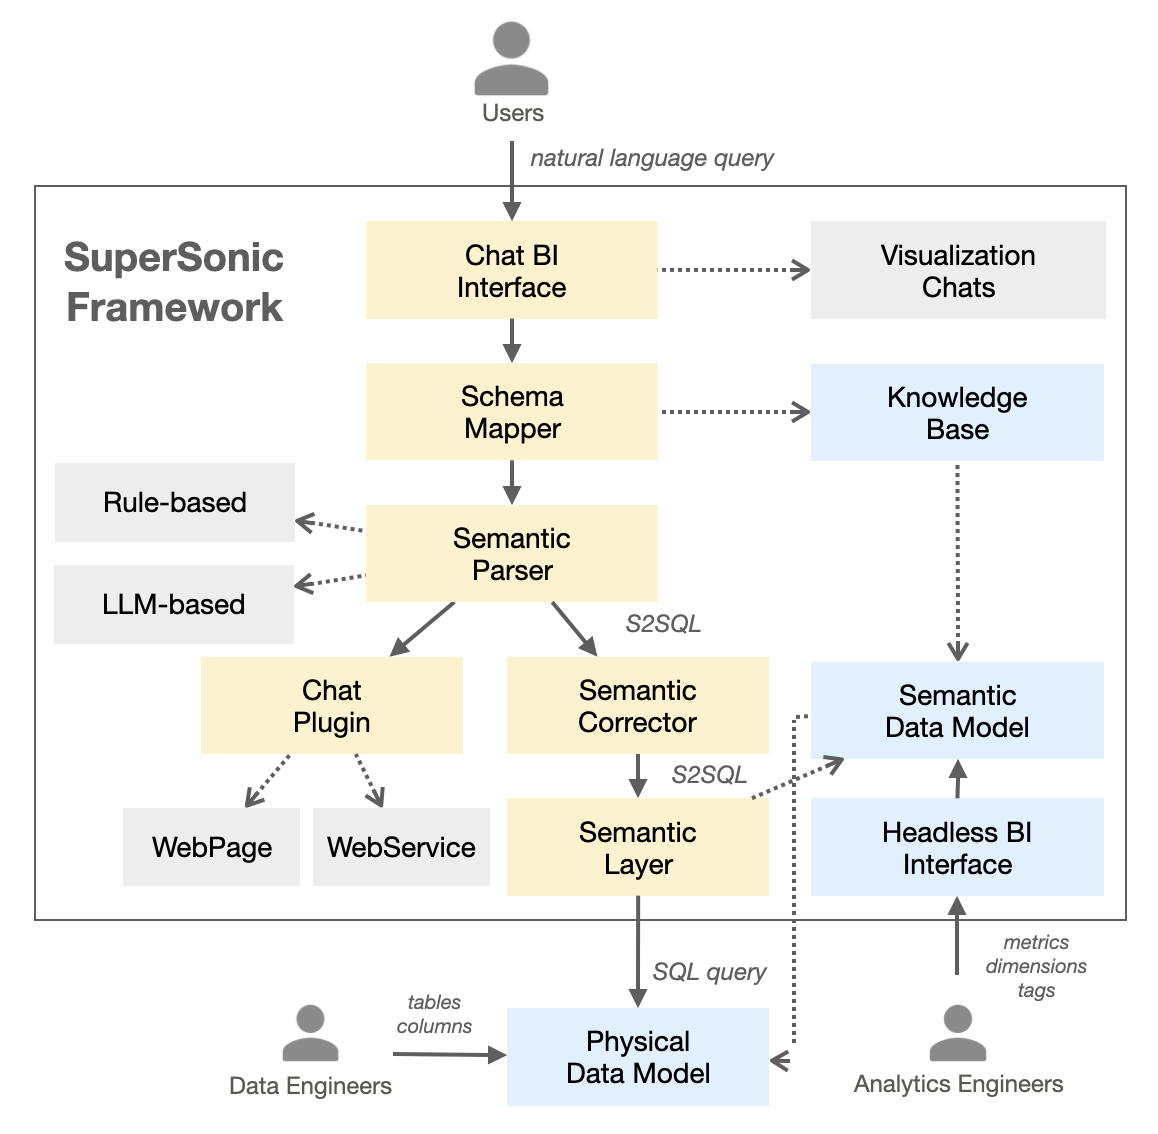 Users
natural language query
SuperSonic
Framework
Chat BI
Interface
Visualization
Chats
Schema
Mapper
Knowledge
Base
Rule-based
Semantic
Parser
LLM-based
S2SQL
Chat
Plugin
Semantic
Corrector
Semantic
Data Model
S2SQL
WebPage
WebService
Semantic
Layer
Headless BI
Interface
SQL query
metrics
dimensions
tags
tables
columns
Physical
Data Model
Data Engineers
Analytics Engineers